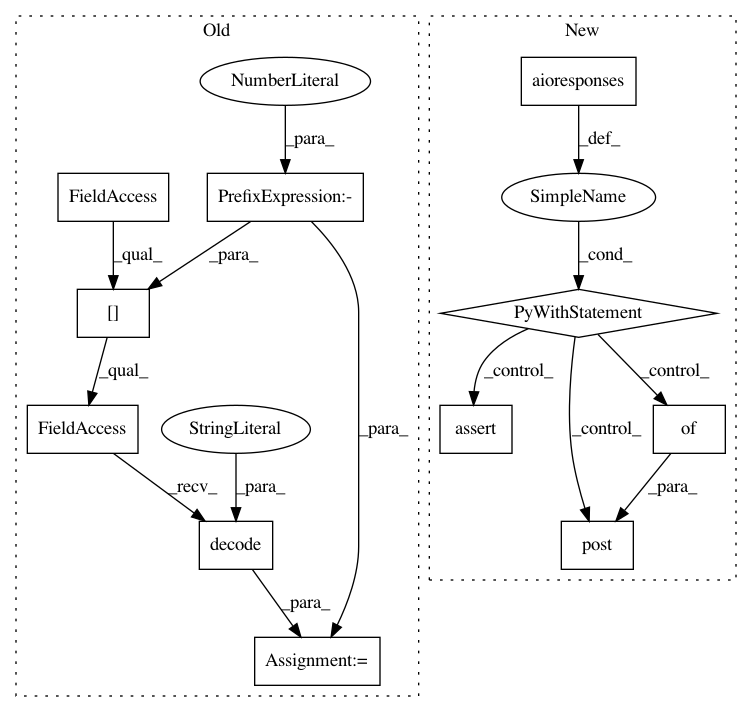 Old
New
NumberLiteral
aioresponses
_para_
_def_
FieldAccess
PrefixExpression:-
SimpleName
_qual_
_para_
_cond_
[]
PyWithStatement
_qual_
_control_
_control_
FieldAccess
StringLiteral
_para_
assert
_control_
of
_recv_
_para_
_para_
decode
post
_para_
Assignment:=